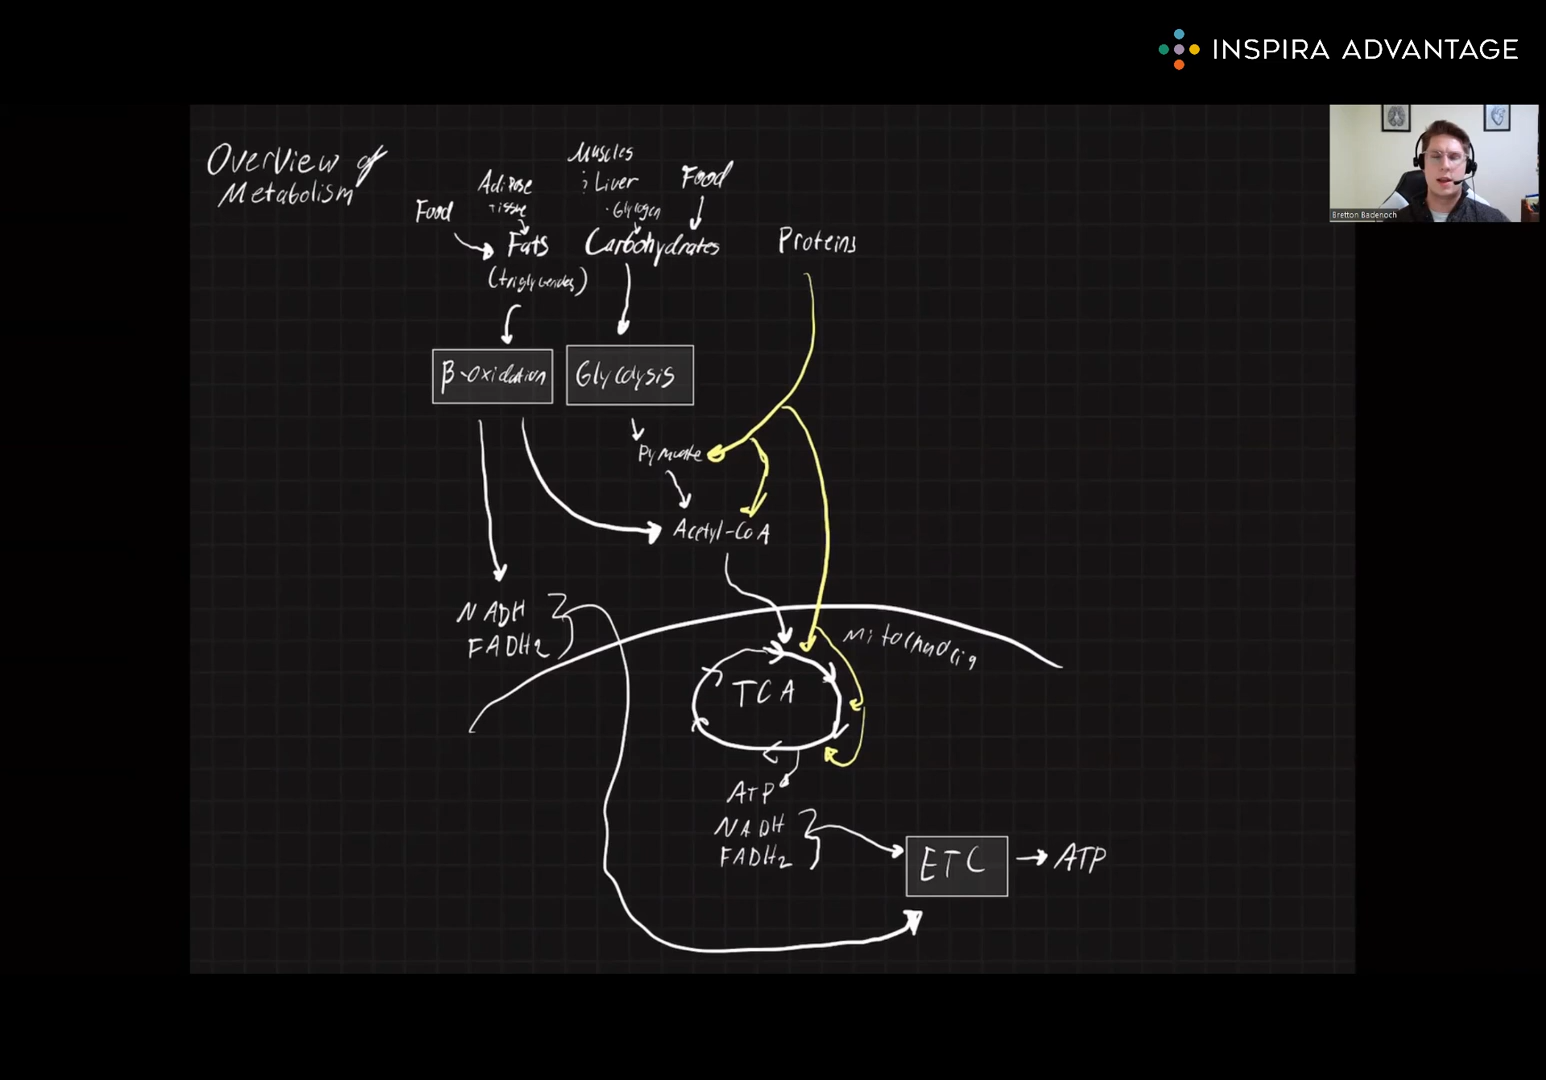 INSPIRA ADVANTAGE
Bretton Badenoch
Overview of
Metabolism
Muscles
Liver
· Glycogen
Food
Adipose
Tissue
Food
Fats
(triglycerides)
Carbohydrates
Proteins
β-oxidation
Glycolysis
Pyruvate
Acetyl-CoA
NADH
FADH2
Mitochondria
TCA
ATP
NADH
FADH2
ETC
ATP